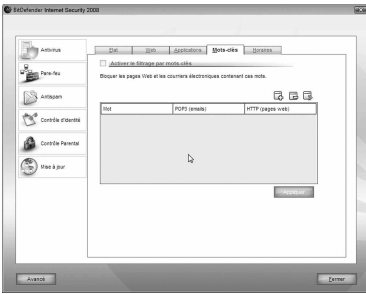 BitDefender Internet Security 2008
Antivirus
Pare-feu
Antispam
Contrôle d'identité
Contrôle Parental
Mise à jour
Etat Web Applications Mots-clés Horaires
Activer le filtrage par mots-clés
Bloquer les pages Web et les courriers électroniques contenant ces mots.
Mot POP3 (emails) HTTP (pages web)
Appliquer
Avancé Fermer